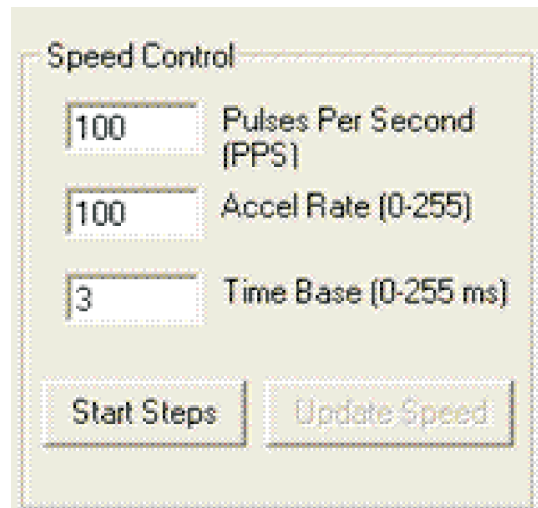 Speed Control
100 Pulses Per Second
(PPS)
100 Accel Rate (0-255)
3 Time Base (0-255 ms)
Start Steps Update Speed